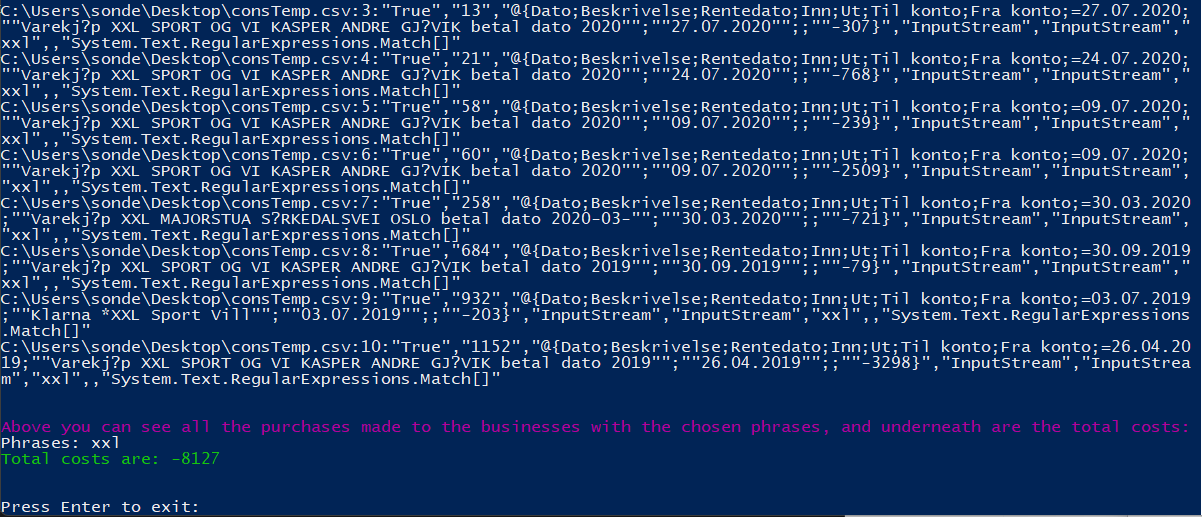 C:\Users\sonde\Desktop\consTemp.csv:3:"True","13","@{Dato;Beskrivelse;Rentedato;Inn;Ut;Til konto;Fra konto;=27.07.2020;
""Varekj?p XXL SPORT OG VI KASPER ANDRE GJ?VIK betal dato 2020"";""27.07.2020"";;""-307}","InputStream","InputStream","
xxl",,"System.Text.RegularExpressions.Match[]"
C:\Users\sonde\Desktop\consTemp.csv:4:"True","21","@{Dato;Beskrivelse;Rentedato;Inn;Ut;Til konto;Fra konto;=24.07.2020;
""Varekj?p XXL SPORT OG VI KASPER ANDRE GJ?VIK betal dato 2020"";""24.07.2020"";;""-768}","InputStream","InputStream","
xxl",,"System.Text.RegularExpressions.Match[]"
C:\Users\sonde\Desktop\consTemp.csv:5:"True","58","@{Dato;Beskrivelse;Rentedato;Inn;Ut;Til konto;Fra konto;=09.07.2020;
""Varekj?p XXL SPORT OG VI KASPER ANDRE GJ?VIK betal dato 2020"";""09.07.2020"";;""-239}","InputStream","InputStream","
xxl",,"System.Text.RegularExpressions.Match[]"
C:\Users\sonde\Desktop\consTemp.csv:6:"True","60","@{Dato;Beskrivelse;Rentedato;Inn;Ut;Til konto;Fra konto;=09.07.2020;
""Varekj?p XXL SPORT OG VI KASPER ANDRE GJ?VIK betal dato 2020"";""09.07.2020"";;""-2509}","InputStream","InputStream",
"xxl",,"System.Text.RegularExpressions.Match[]"
C:\Users\sonde\Desktop\consTemp.csv:7:"True","258","@{Dato;Beskrivelse;Rentedato;Inn;Ut;Til konto;Fra konto;=30.03.2020
;""Varekj?p XXL MAJORSTUA S?RKEDALSVEI OSLO betal dato 2020-03-"";""30.03.2020"";;""-721}","InputStream","InputStream",
"xxl",,"System.Text.RegularExpressions.Match[]"
C:\Users\sonde\Desktop\consTemp.csv:8:"True","684","@{Dato;Beskrivelse;Rentedato;Inn;Ut;Til konto;Fra konto;=30.09.2019
;""Varekj?p XXL SPORT OG VI KASPER ANDRE GJ?VIK betal dato 2019"";""30.09.2019"";;""-79}","InputStream","InputStream","
xxl",,"System.Text.RegularExpressions.Match[]"
C:\Users\sonde\Desktop\consTemp.csv:9:"True","932","@{Dato;Beskrivelse;Rentedato;Inn;Ut;Til konto;Fra konto;=03.07.2019
;""Klarna *XXL Sport Vill"";""03.07.2019"";;""-203}","InputStream","InputStream","xxl",,"System.Text.RegularExpressions
.Match[]"
C:\Users\sonde\Desktop\consTemp.csv:10:"True","1152","@{Dato;Beskrivelse;Rentedato;Inn;Ut;Til konto;Fra konto;=26.04.20
19;""Varekj?p XXL SPORT OG VI KASPER ANDRE GJ?VIK betal dato 2019"";""26.04.2019"";;""-3298}","InputStream","InputStrea
m","xxl",,"System.Text.RegularExpressions.Match[]"
Above you can see all the purchases made to the businesses with the chosen phrases, and underneath are the total costs:
Phrases: xxl
Total costs are: -8127
Press Enter to exit: